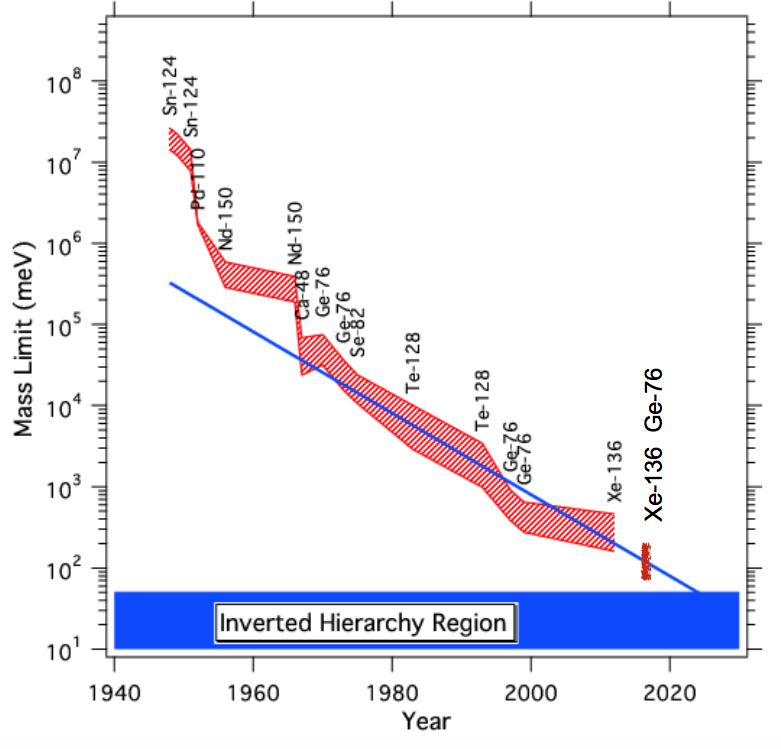 10⁸
10⁷
10⁶
10⁵
10⁴
10³
10²
10¹
Mass Limit (meV)
Sn-124
Sn-124
Pd-110
Nd-150
Nd-150
Ca-48
Ge-76
Ge-76
Se-82
Te-128
Te-128
Ge-76
Ge-76
Xe-136
Xe-136 Ge-76
Inverted Hierarchy Region
1940 1960 1980 2000 2020
Year